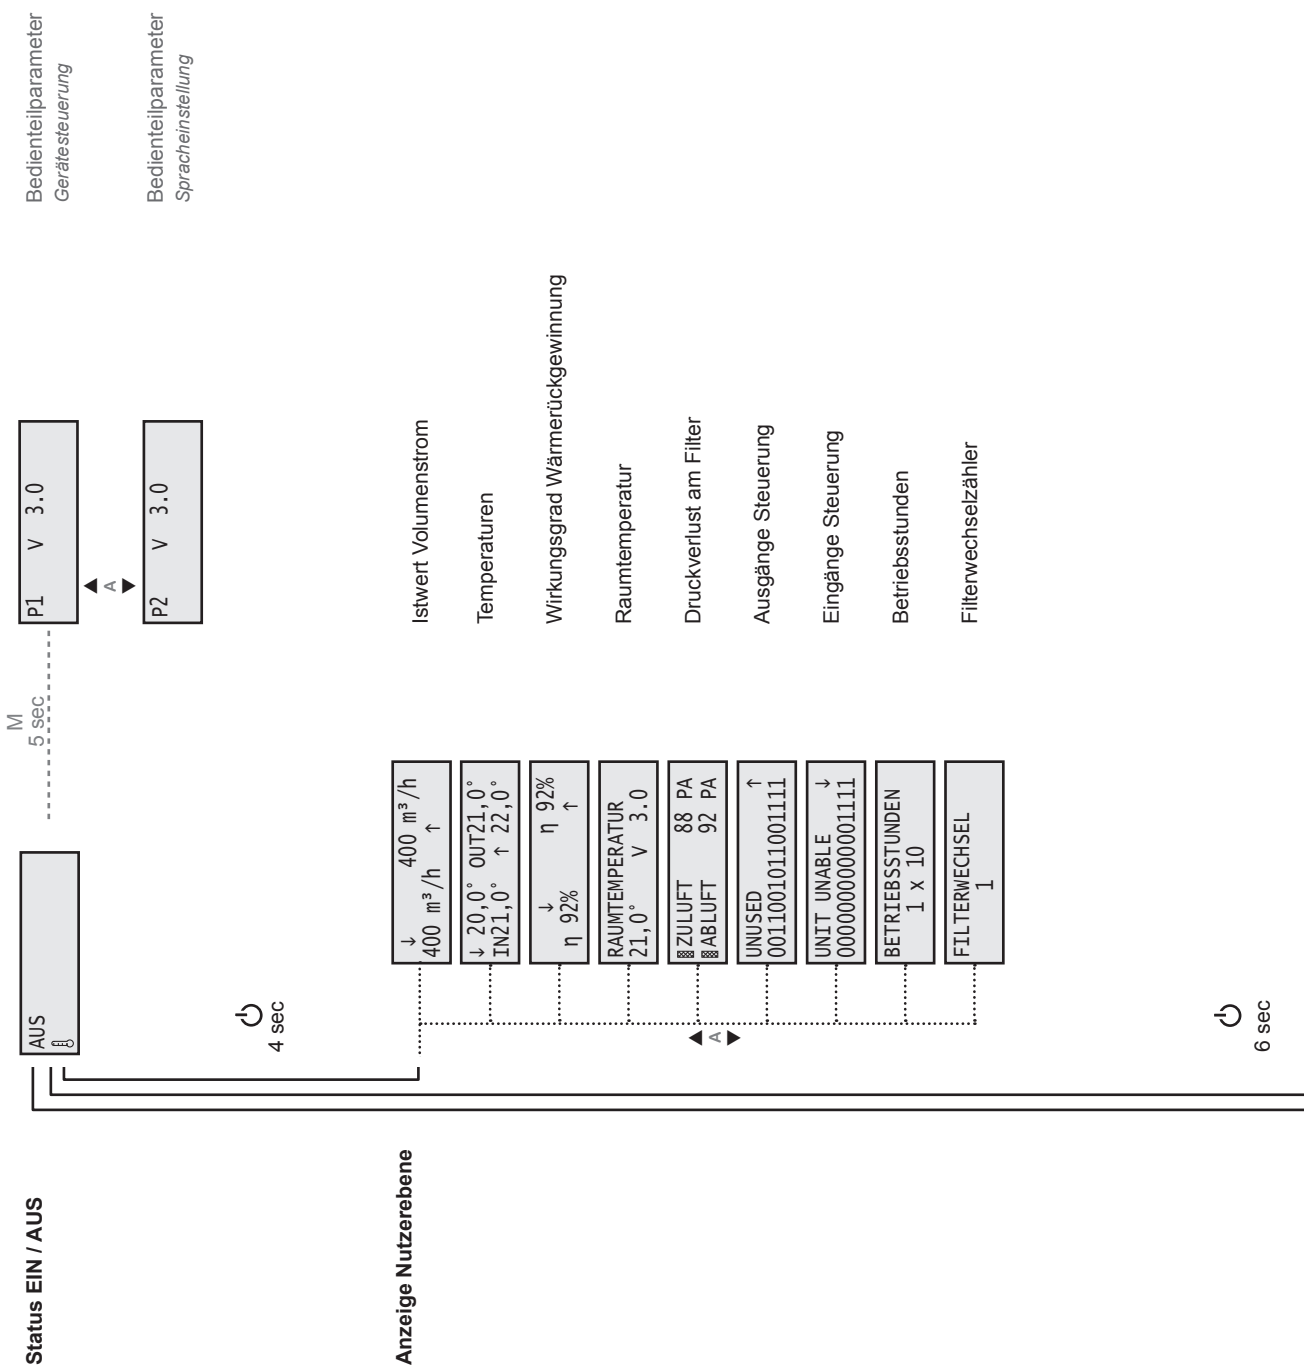 Status EIN / AUS
AUS
M
5 sec
P1 V 3.0
Bedienteilparameter
Gerätesteuerung
A
P2 V 3.0
Bedienteilparameter
Spracheinstellung
4 sec
Anzeige Nutzerebene
↓ 400 m³/h
400 m³/h ↑
Istwert Volumenstrom
↓ 20,0° OUT21,0°
IN21,0° ↑ 22,0°
Temperaturen
↓ η 92%
η 92% ↑
Wirkungsgrad Wärmerückgewinnung
RAUMTEMPERATUR
21,0° V 3.0
Raumtemperatur
ZULUFT 88 PA
ABLUFT 92 PA
Druckverlust am Filter
A
UNUSED ↑
0011001011001111
Ausgänge Steuerung
UNIT UNABLE ↓
0000000000001111
Eingänge Steuerung
BETRIEBSSTUNDEN
1 x 10
Betriebsstunden
FILTERWECHSEL
1
Filterwechselzähler
6 sec